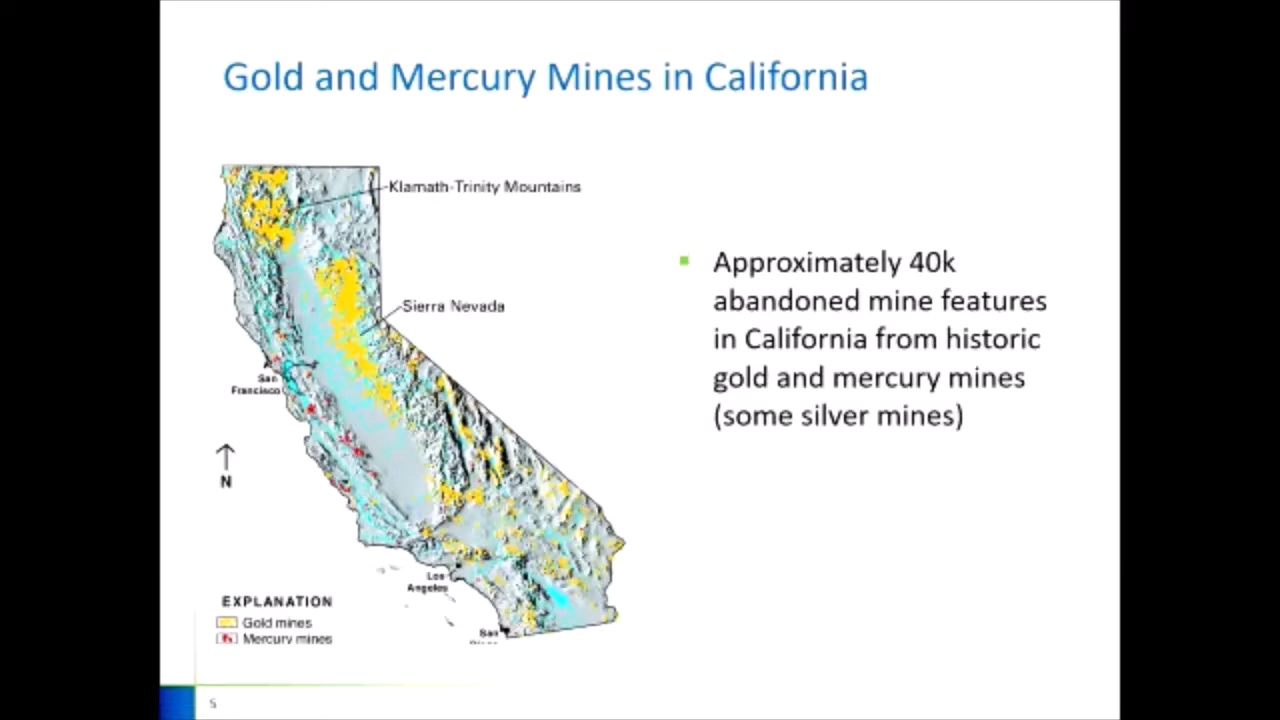 Gold and Mercury Mines in California
Klamath-Trinity Mountains
Sierra Nevada
San
Francisco
N
Los
Angeles
San
EXPLANATION
Gold mines
Mercury mines
Approximately 40k
abandoned mine features
in California from historic
gold and mercury mines
(some silver mines)
5